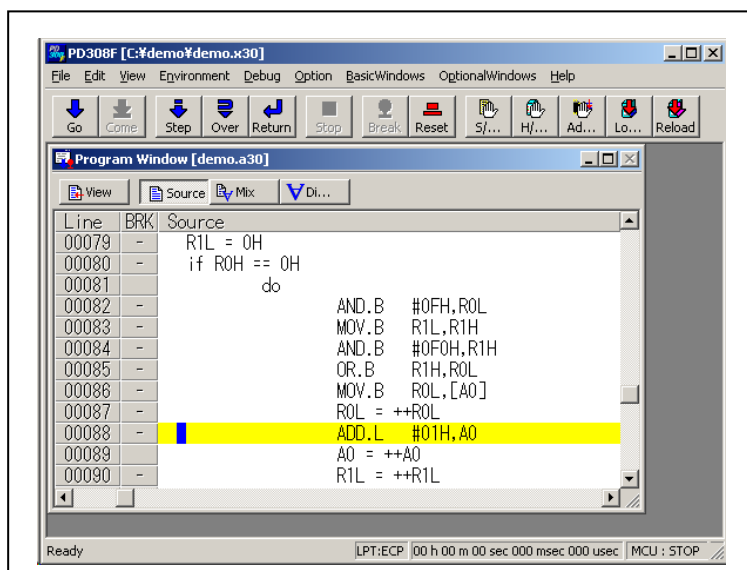 PD308F [C:¥demo¥demo.x30]
File Edit View Environment Debug Option BasicWindows OptionalWindows Help
Go Come Step Over Return Stop Break Reset S/... H/... Ad... Lo... Reload
Program Window [demo.a30]
View Source Mix Di...
Line BRK Source
00079 - R1L = 0H
00080 - if R0H == 0H
00081 do
00082 - AND.B #0FH,R0L
00083 - MOV.B R1L,R1H
00084 - AND.B #0F0H,R1H
00085 - OR.B R1H,R0L
00086 - MOV.B R0L,[A0]
00087 - R0L = ++R0L
00088 - ADD.L #01H,A0
00089 A0 = ++A0
00090 - R1L = ++R1L
Ready LPT:ECP 00 h 00 m 00 sec 000 msec 000 usec MCU : STOP